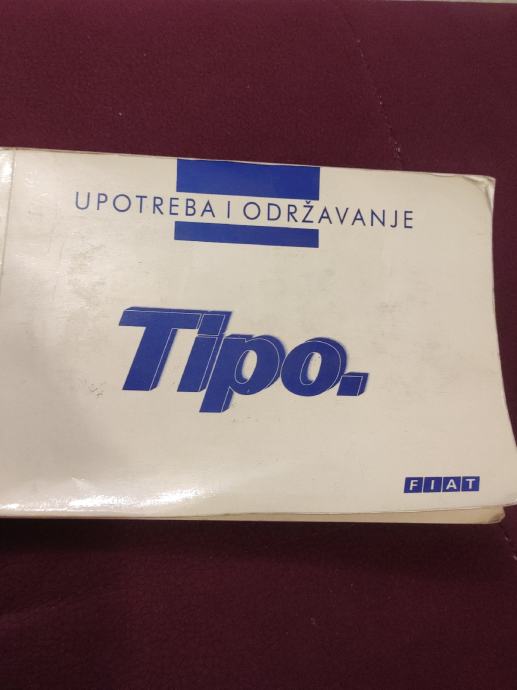 UPOTREBA I ODRŽAVANJE
Tipo.
FIAT